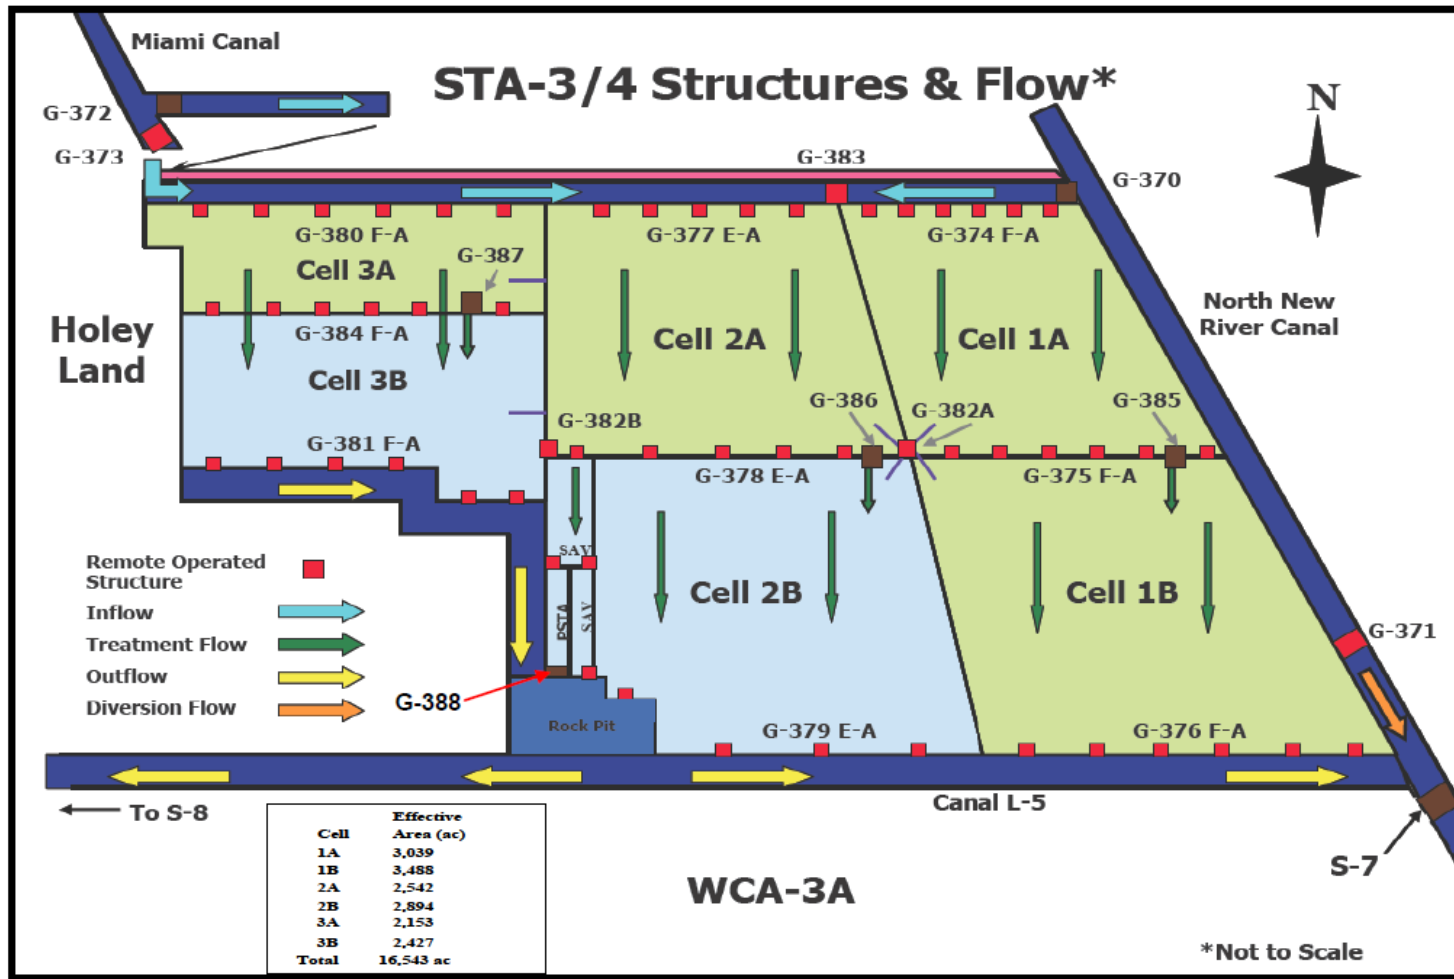 Miami Canal
STA-3/4 Structures & Flow*
N
G-372
G-373
G-383
G-370
G-380 F-A
G-377 E-A
G-374 F-A
G-387
Cell 3A
North New
River Canal
Holey
Land
G-384 F-A
Cell 2A
Cell 1A
Cell 3B
G-386
G-382A
G-385
G-382B
G-381 F-A
G-378 E-A
G-375 F-A
SAV
Remote Operated
Structure
Inflow
Treatment Flow
Outflow
Diversion Flow
PSTA
SAV
Cell 2B
Cell 1B
G-371
G-388
Rock Pit
G-379 E-A
G-376 F-A
To S-8
Canal L-5
S-7
Effective
Cell Area (ac)
1A 3,039
1B 3,488
2A 2,542
2B 2,894
3A 2,153
3B 2,427
Total 16,543 ac
WCA-3A
*Not to Scale